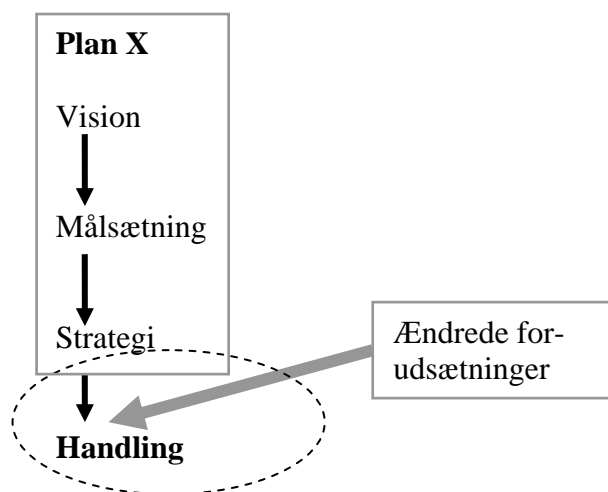 Plan X
Vision
Målsætning
Strategi
Ændrede for-
udsætninger
Handling